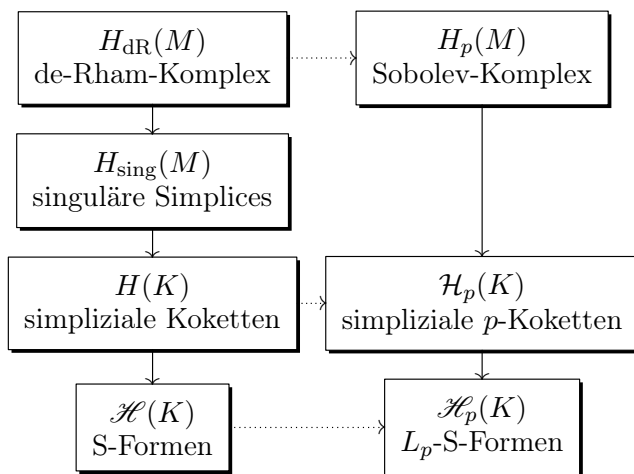 H_dR(M)
de-Rham-Komplex
H_p(M)
Sobolev-Komplex
H_sing(M)
singuläre Simplices
H(K)
simpliziale Koketten
ℋ_p(K)
simpliziale p-Koketten
ℋ(K)
S-Formen
ℋ_p(K)
L_p-S-Formen